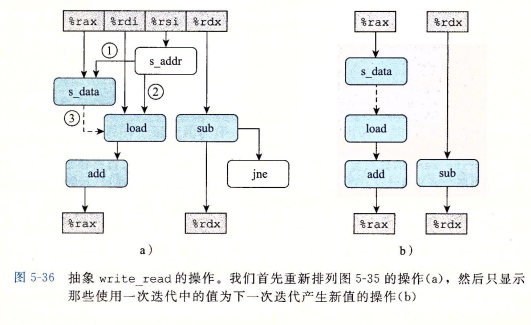 %rax %rdi %rsi %rdx
%rax %rdx
① s_addr
s_data
②
s_data
③
load
sub
load
add
jne
add
sub
%rax %rdx
%rax %rdx
a)
b)
图 5-36 抽象 write_read 的操作。我们首先重新排列图 5-35 的操作(a)，然后只显示
那些使用一次迭代中的值为下一次迭代产生新值的操作(b)